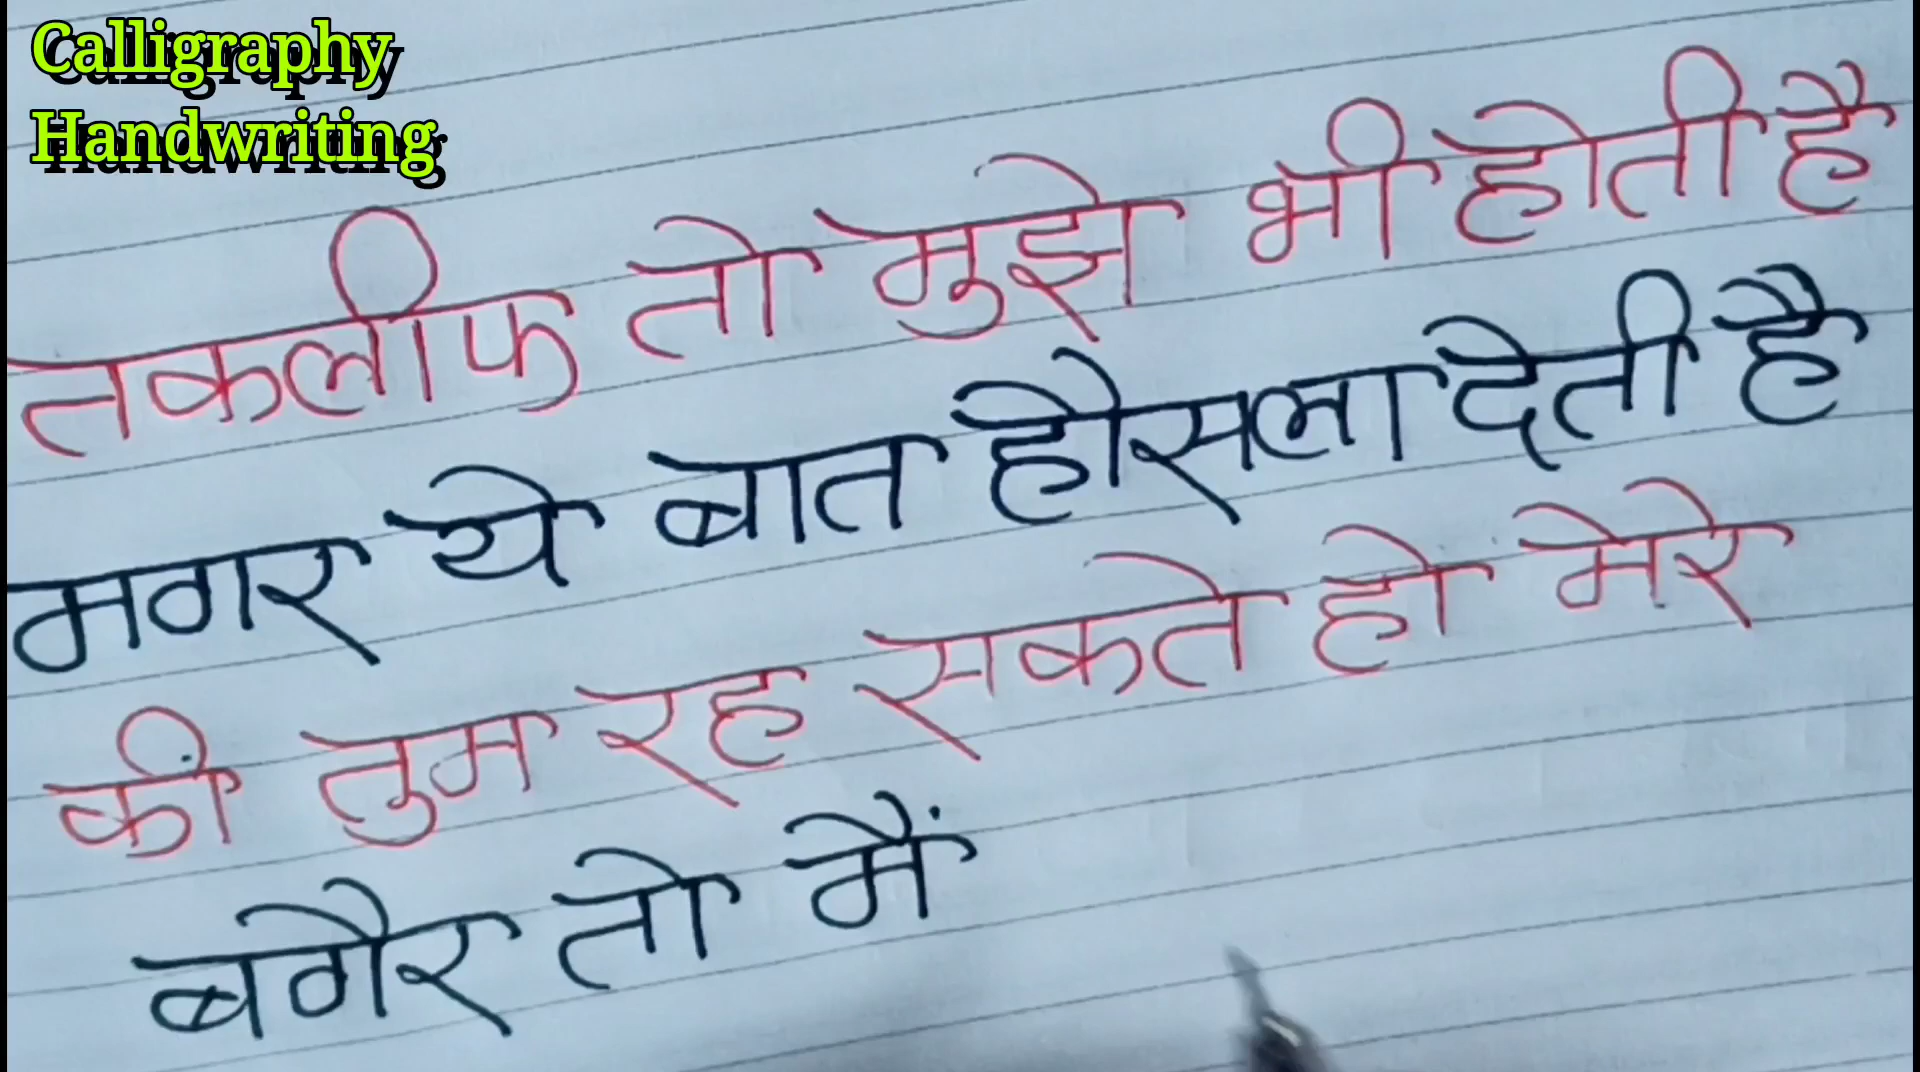 Calligraphy
Handwriting
तकलीफ तो मुझे भी होती है
मगर ये बात हौसला देती है
की तुम रह सकते हो मेरे
बगैर तो मैं